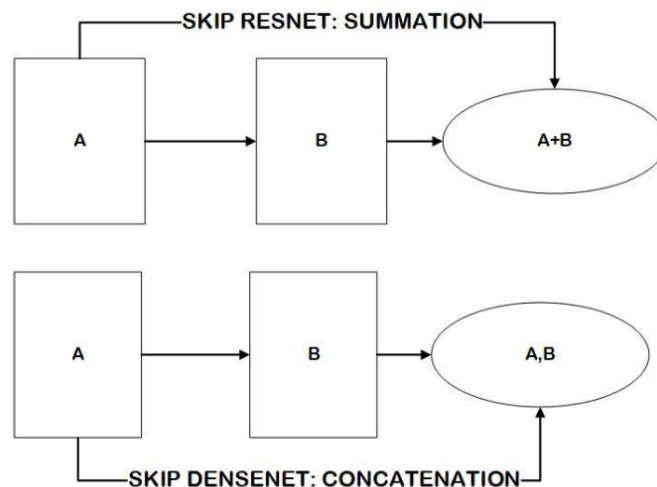 SKIP RESNET: SUMMATION
A
B
A+B
A
B
A,B
SKIP DENSENET: CONCATENATION